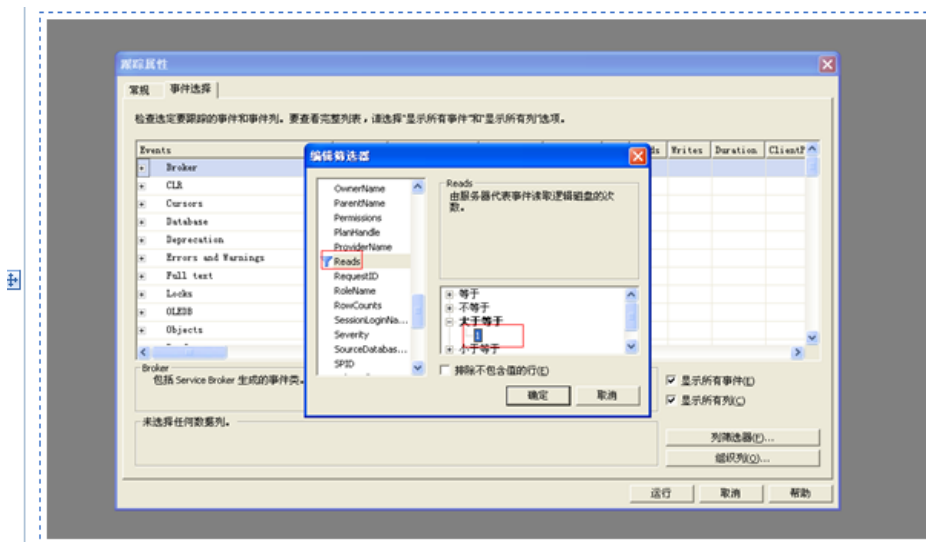 跟踪属性
常规 事件选择
检查选定要跟踪的事件和事件列。要查看完整列表，请选择"显示所有事件"和"显示所有列"选项。
Events Writes Duration
Broker
CLR
Cursors
Database
Deprecation
Errors and Warnings
Full text
Locks
OLEDB
Objects
编辑筛选器
OwnerName
ParentName
Permissions
PlanHandle
ProviderName
Reads
RequestID
RoleName
RowCounts
SessionLoginNa...
Severity
SourceDatabas...
SPID
Reads
由服务器代表事件读取逻辑磁盘的次
数。
等于
不等于
大于等于
1
小于等于
排除不包含值的行(E)
确定 取消
Broker
包括 Service Broker 生成的事件类。
显示所有事件(E)
显示所有列(C)
未选择任何数据列。
列筛选器(F)...
组织列(O)...
运行 取消 帮助